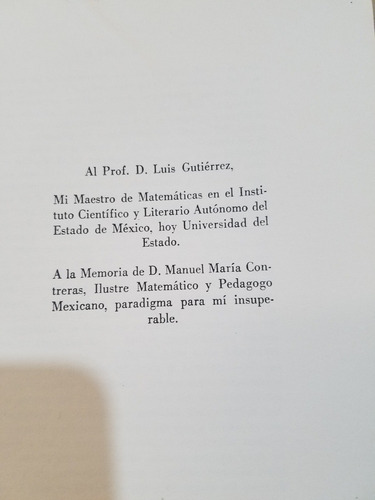 Al Prof. D. Luis Gutiérrez,
Mi Maestro de Matemáticas en el Insti-
tuto Científico y Literario Autónomo del
Estado de México, hoy Universidad del
Estado.
A la Memoria de D. Manuel María Con-
treras, Ilustre Matemático y Pedagogo
Mexicano, paradigma para mí insupe-
rable.